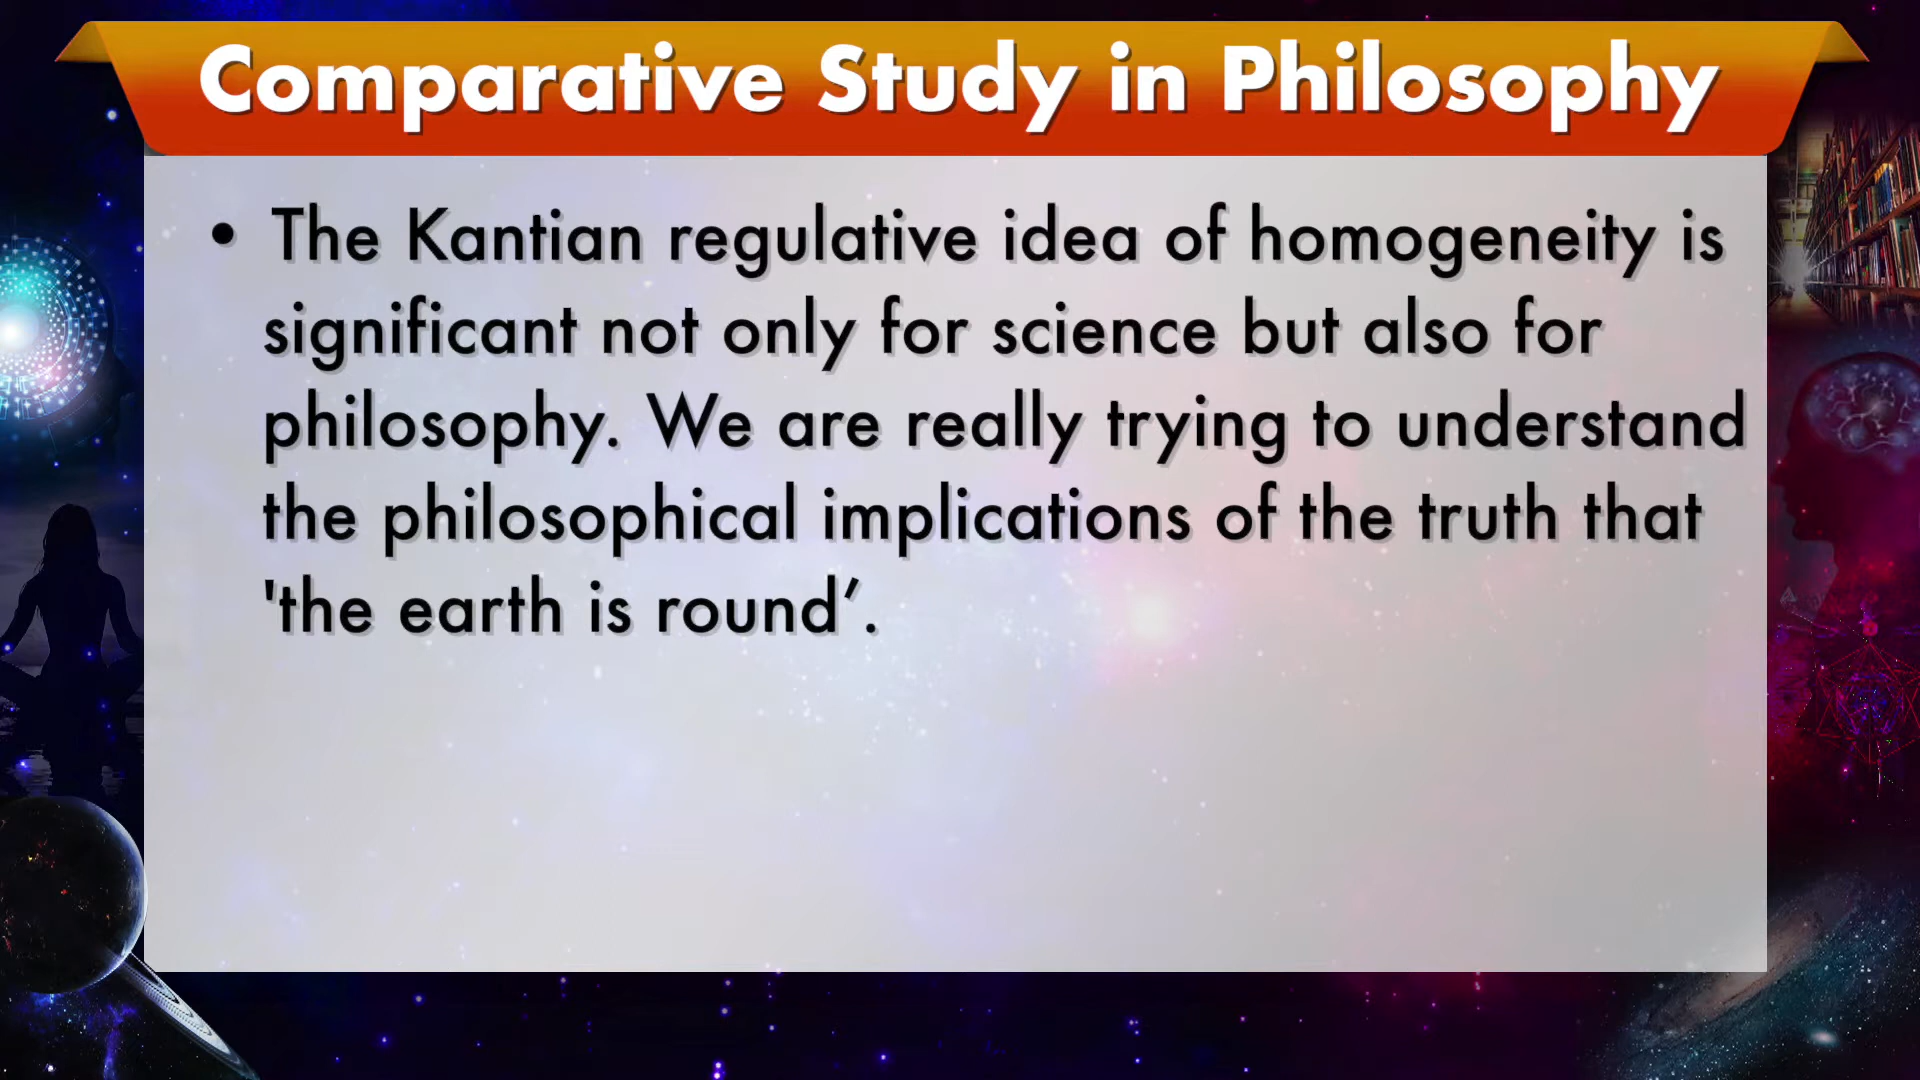 Comparative Study in Philosophy
• The Kantian regulative idea of homogeneity is
significant not only for science but also for
philosophy. We are really trying to understand
the philosophical implications of the truth that
'the earth is round’.